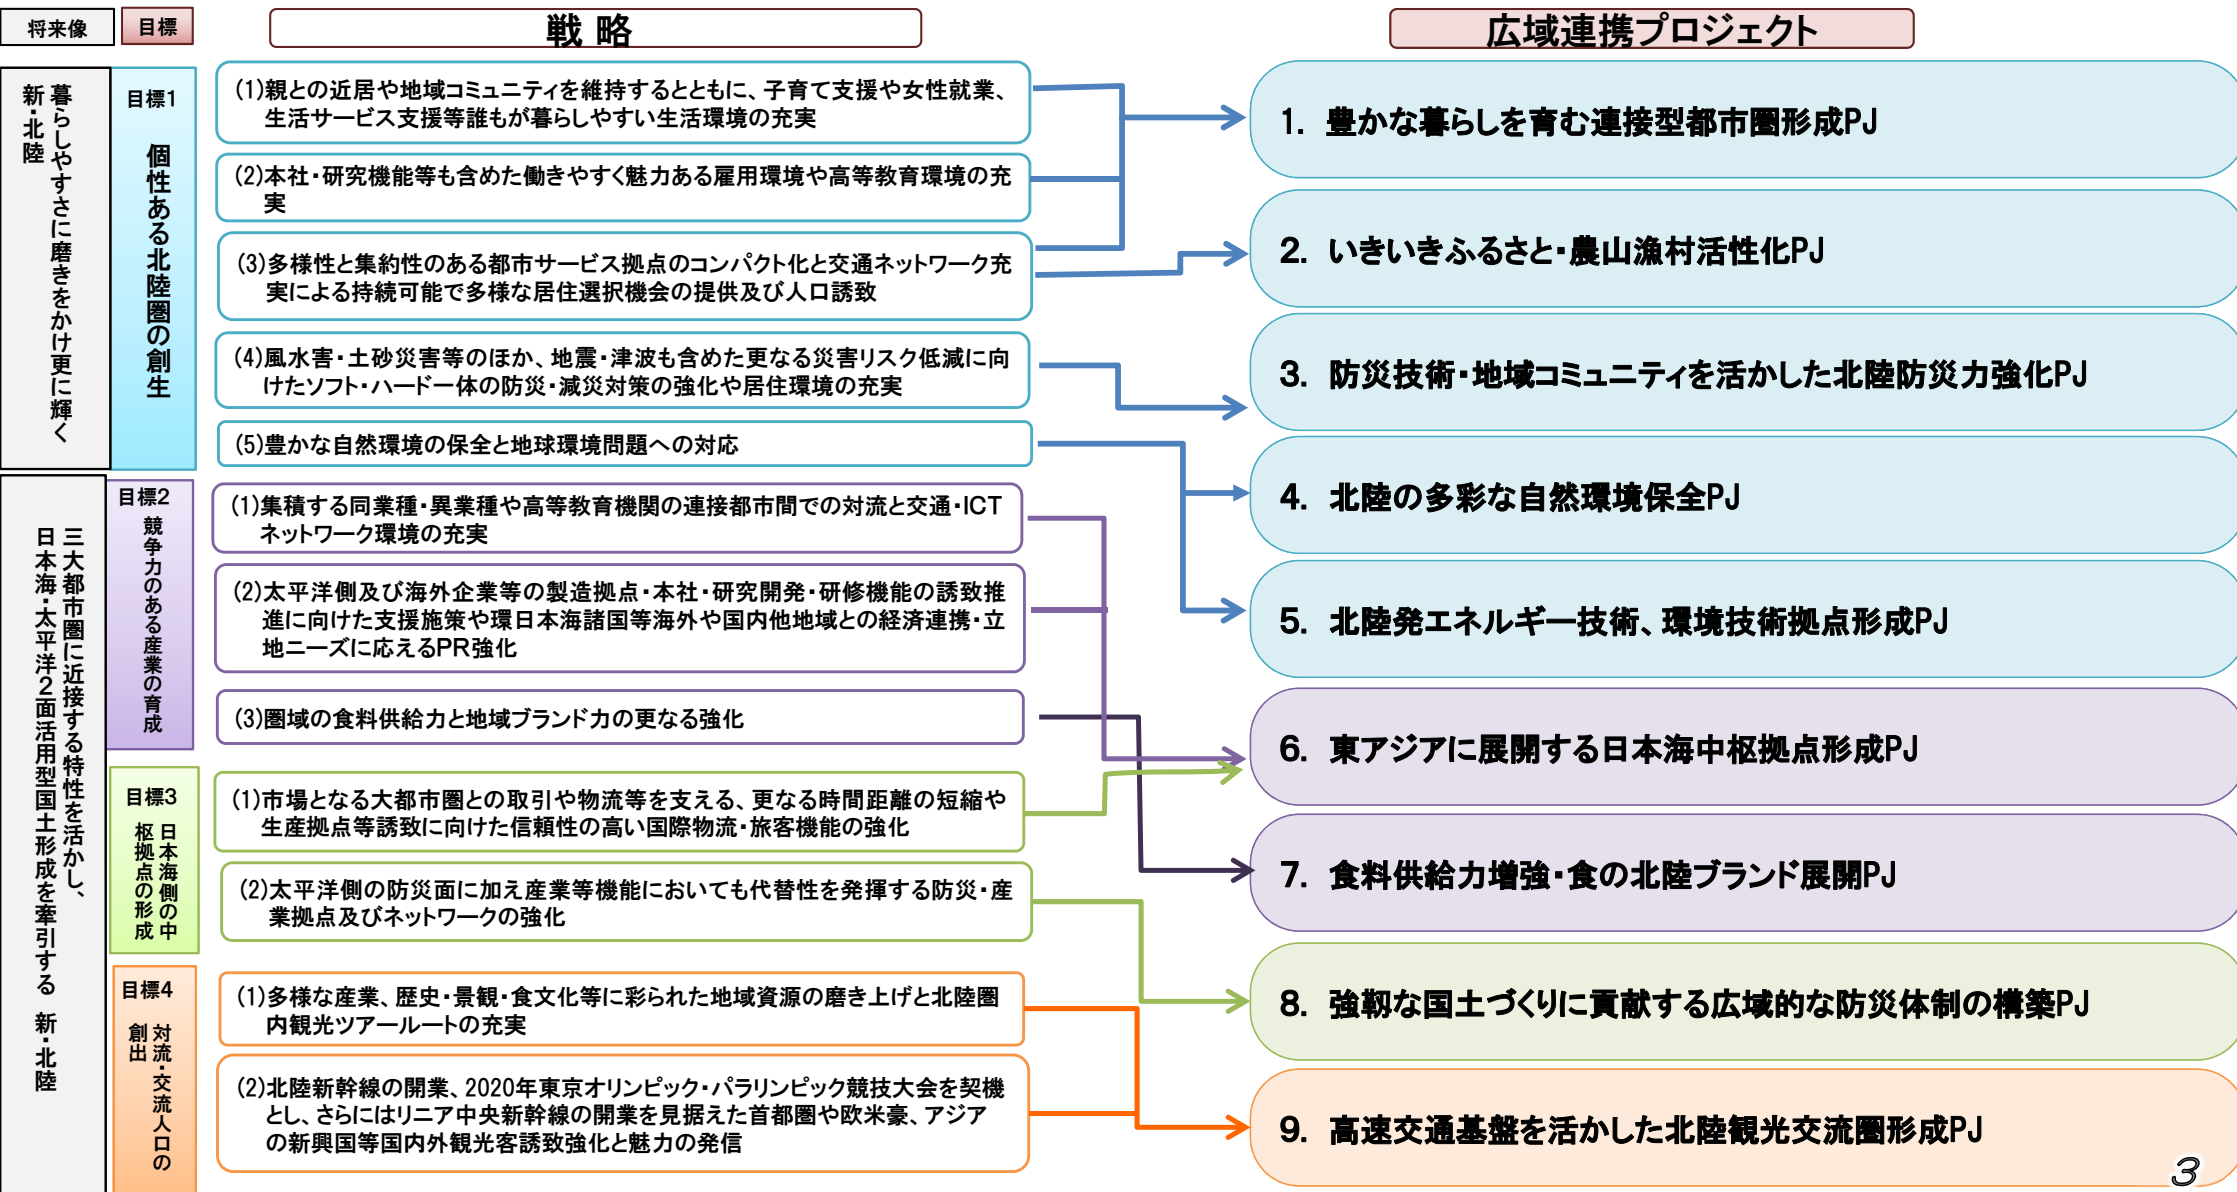 将来像
目標
戦 略
広域連携プロジェクト
暮らしやすさに磨きをかけ更に輝く
新・北陸
目標1
個性ある北陸圏の創生
(1)親との近居や地域コミュニティを維持するとともに、子育て支援や女性就業、
生活サービス支援等誰もが暮らしやすい生活環境の充実
(2)本社・研究機能等も含めた働きやすく魅力ある雇用環境や高等教育環境の充
実
(3)多様性と集約性のある都市サービス拠点のコンパクト化と交通ネットワーク充
実による持続可能で多様な居住選択機会の提供及び人口誘致
(4)風水害・土砂災害等のほか、地震・津波も含めた更なる災害リスク低減に向
けたソフト・ハード一体の防災・減災対策の強化や居住環境の充実
(5)豊かな自然環境の保全と地球環境問題への対応
1. 豊かな暮らしを育む連接型都市圏形成PJ
2. いきいきふるさと・農山漁村活性化PJ
3. 防災技術・地域コミュニティを活かした北陸防災力強化PJ
4. 北陸の多彩な自然環境保全PJ
5. 北陸発エネルギー技術、環境技術拠点形成PJ
三大都市圏に近接する特性を活かし、
日本海・太平洋2面活用型国土形成を牽引する 新・北陸
目標2
競争力のある産業の育成
(1)集積する同業種・異業種や高等教育機関の連接都市間での対流と交通・ICT
ネットワーク環境の充実
(2)太平洋側及び海外企業等の製造拠点・本社・研究開発・研修機能の誘致推
進に向けた支援施策や環日本海諸国等海外や国内他地域との経済連携・立
地ニーズに応えるPR強化
(3)圏域の食料供給力と地域ブランド力の更なる強化
6. 東アジアに展開する日本海中枢拠点形成PJ
7. 食料供給力増強・食の北陸ブランド展開PJ
目標3
日本海側の中
枢拠点の形成
(1)市場となる大都市圏との取引や物流等を支える、更なる時間距離の短縮や
生産拠点等誘致に向けた信頼性の高い国際物流・旅客機能の強化
(2)太平洋側の防災面に加え産業等機能においても代替性を発揮する防災・産
業拠点及びネットワークの強化
8. 強靭な国土づくりに貢献する広域的な防災体制の構築PJ
目標4
対流・交流人口の
創出
(1)多様な産業、歴史・景観・食文化等に彩られた地域資源の磨き上げと北陸圏
内観光ツアールートの充実
(2)北陸新幹線の開業、2020年東京オリンピック・パラリンピック競技大会を契機
とし、さらにはリニア中央新幹線の開業を見据えた首都圏や欧米豪、アジア
の新興国等国内外観光客誘致強化と魅力の発信
9. 高速交通基盤を活かした北陸観光交流圏形成PJ
3